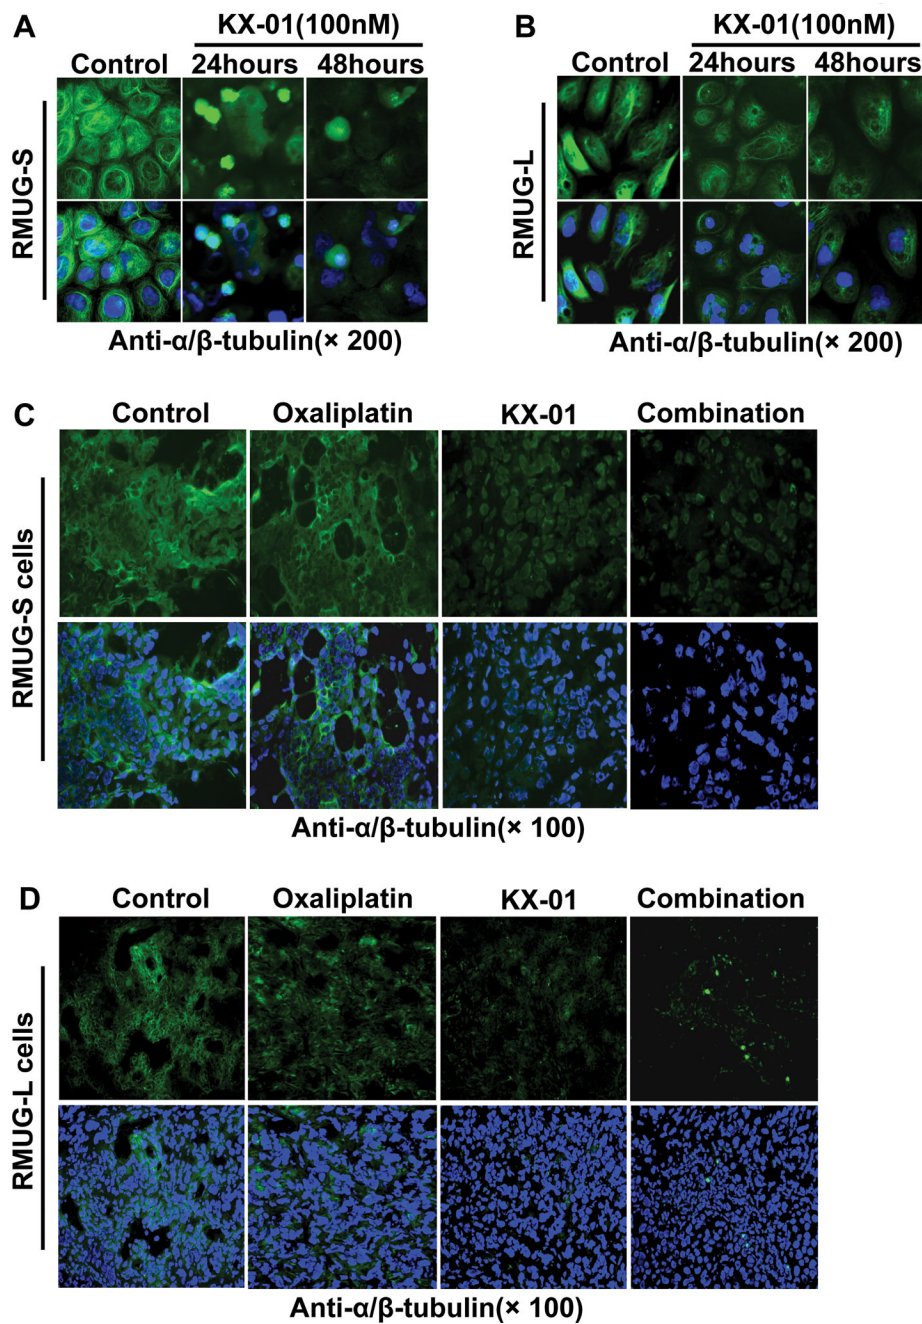 A
KX-01(100nM)
Control
24hours
48hours
RMUG-S
Anti-α/β-tubulin(× 200)
B
KX-01(100nM)
Control
24hours
48hours
RMUG-L
Anti-α/β-tubulin(× 200)
C
Control
Oxaliplatin
KX-01
Combination
RMUG-S cells
Anti-α/β-tubulin(× 100)
D
Control
Oxaliplatin
KX-01
Combination
RMUG-L cells
Anti-α/β-tubulin(× 100)